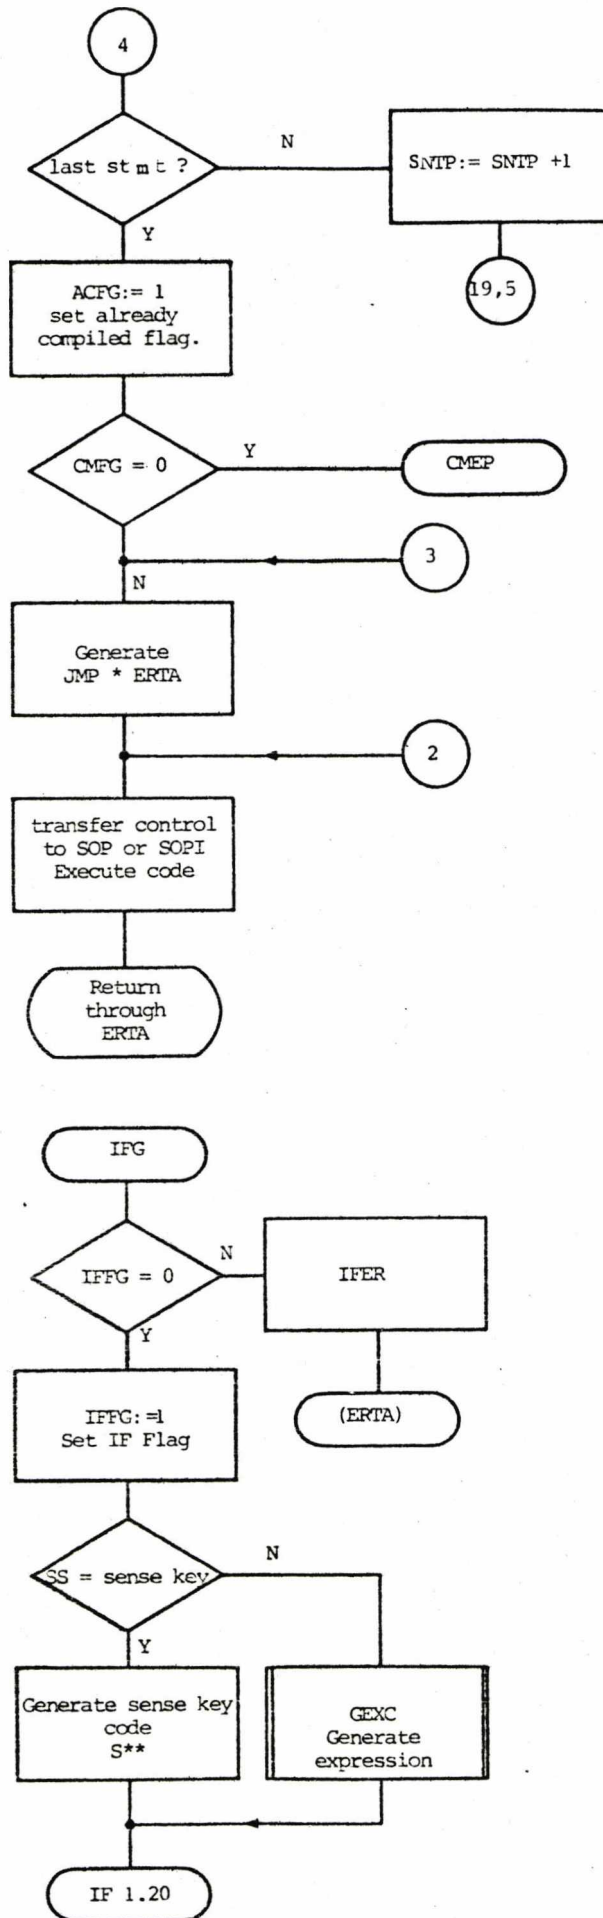 4
last stmt ?
N
SNTP:= SNTP +1
Y
19,5
ACFG:= 1
set already
compiled flag.
CMFG = 0
Y
CMEP
3
N
Generate
JMP * ERTA
2
transfer control
to SOP or SOPI
Execute code
Return
through
ERTA
IFG
IFFG = 0
N
IFER
Y
IFFG:=1
Set IF Flag
(ERTA)
SS = sense key
N
Y
Generate sense key
code
S**
GEXC
Generate
expression
IF 1.20